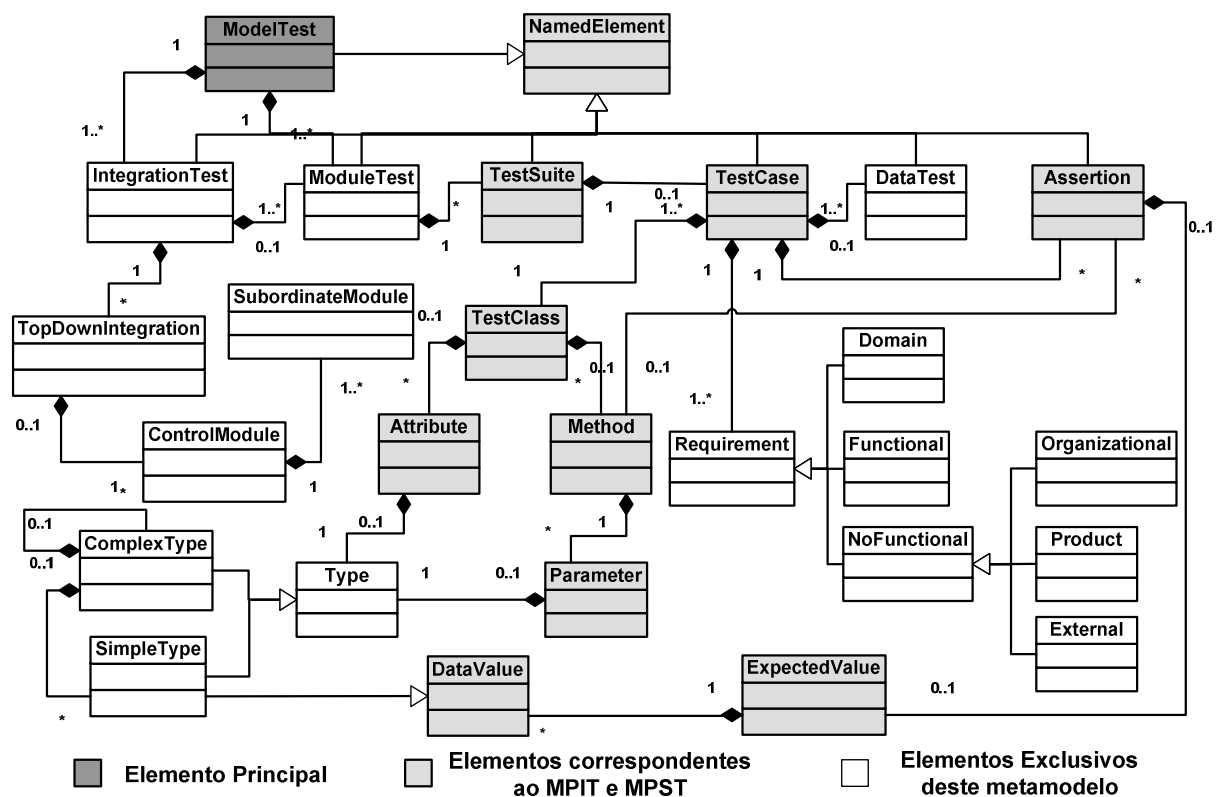 ModelTest
NamedElement
1
1
1..*
1..*
IntegrationTest
ModuleTest
TestSuite
TestCase
DataTest
Assertion
1..*
0..1
*
1
1
0..1
1..*
1..*
0..1
0..1
1
*
1
1
1
*
*
SubordinateModule
0..1
TopDownIntegration
TestClass
Domain
1..*
*
0..1
*
0..1
0..1
ControlModule
Attribute
Method
1..*
Requirement
Functional
Organizational
1*
1
0..1
0..1
ComplexType
1
0..1
*
1
NoFunctional
Product
Type
1
0..1
Parameter
SimpleType
External
DataValue
ExpectedValue
1
0..1
*
*
Elemento Principal
Elementos correspondentes
ao MPIT e MPST
Elementos Exclusivos
deste metamodelo